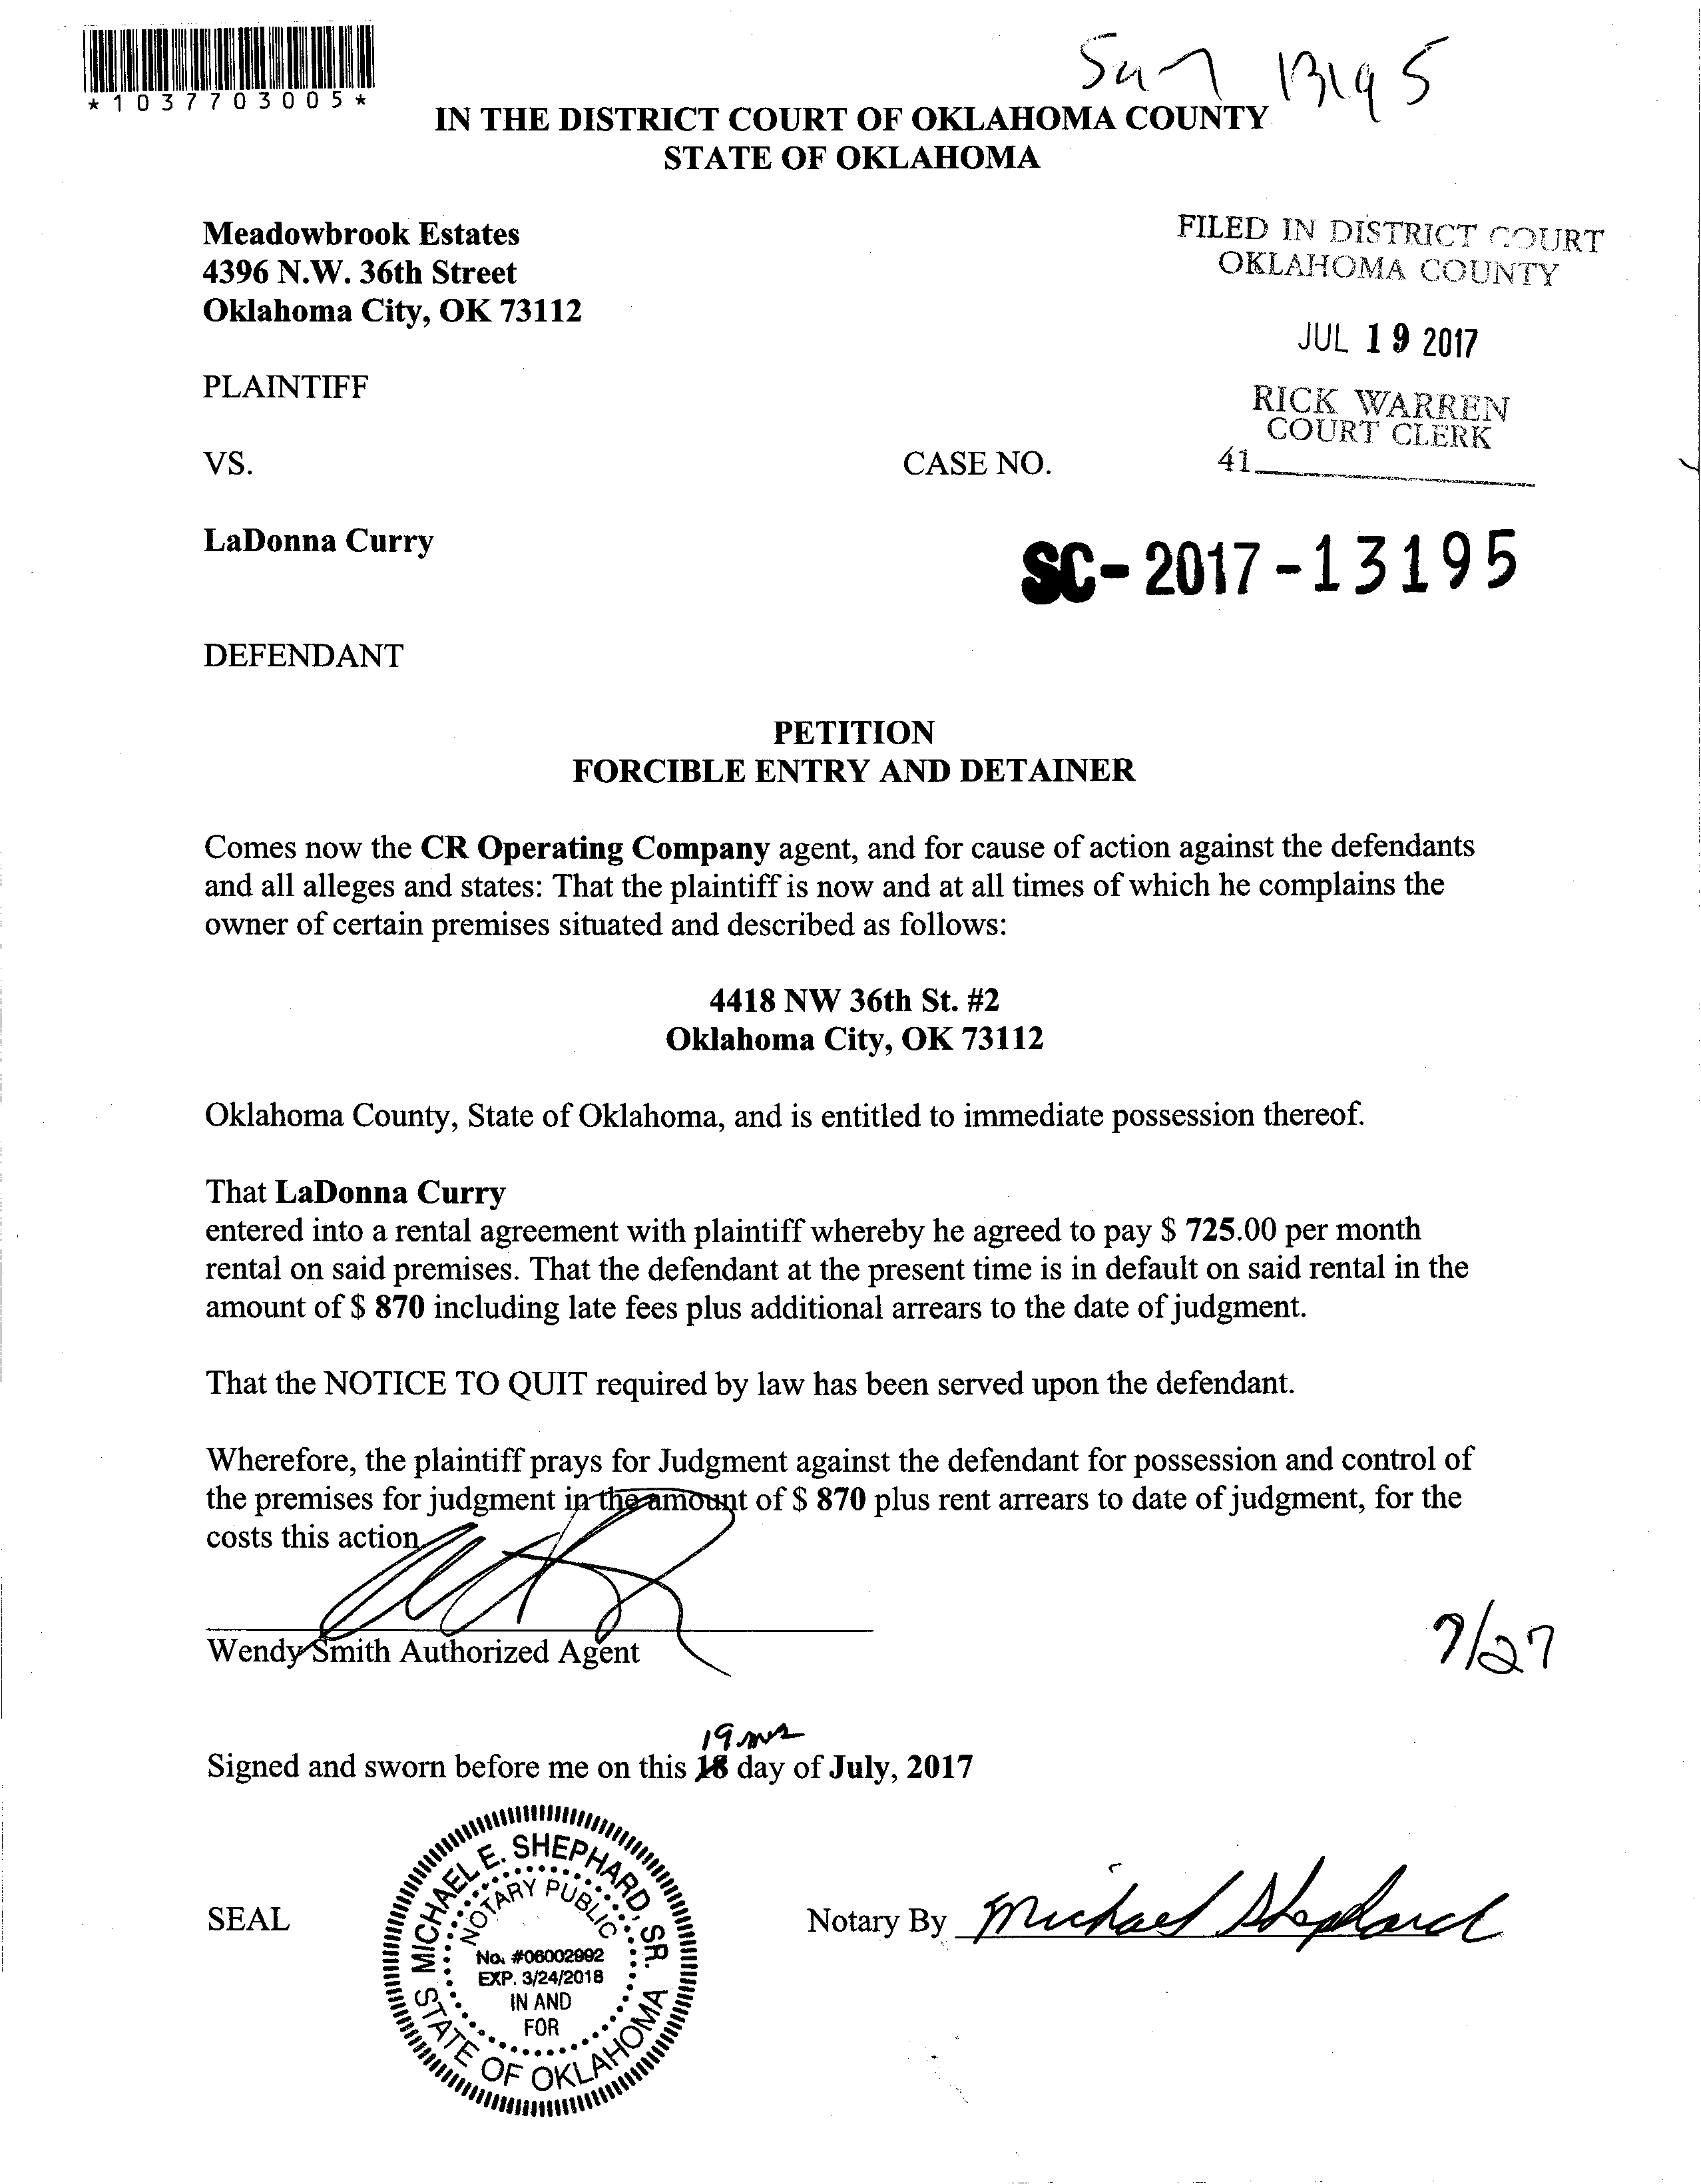 *1037703005*
IN THE DISTRICT COURT OF OKLAHOMA COUNTY
STATE OF OKLAHOMA
Meadowbrook Estates
4396 N.W. 36th Street
Oklahoma City, OK 73112
FILED IN DISTRICT COURT
OKLAHOMA COUNTY
JUL 19 2017
RICK WARREN
COURT CLERK
41
PLAINTIFF
VS.
CASE NO.
LaDonna Curry
SC-2017-13195
DEFENDANT
PETITION
FORCIBLE ENTRY AND DETAINER
Comes now the CR Operating Company agent, and for cause of action against the defendants
and all alleges and states: That the plaintiff is now and at all times of which he complains the
owner of certain premises situated and described as follows:
4418 NW 36th St. #2
Oklahoma City, OK 73112
Oklahoma County, State of Oklahoma, and is entitled to immediate possession thereof.
That LaDonna Curry
entered into a rental agreement with plaintiff whereby he agreed to pay $ 725.00 per month
rental on said premises. That the defendant at the present time is in default on said rental in the
amount of $ 870 including late fees plus additional arrears to the date of judgment.
That the NOTICE TO QUIT required by law has been served upon the defendant.
Wherefore, the plaintiff prays for Judgment against the defendant for possession and control of
the premises for judgment in the amount of $ 870 plus rent arrears to date of judgment, for the
costs this action.
Wendy Smith Authorized Agent
7/27
19
Signed and sworn before me on this 18 day of July, 2017
SEAL
MICHAEL E. SHEPHARD, SR.
NOTARY PUBLIC
No. #06002992
EXP. 3/24/2018
IN AND
FOR
STATE OF OKLAHOMA
Notary By Michael Shephard